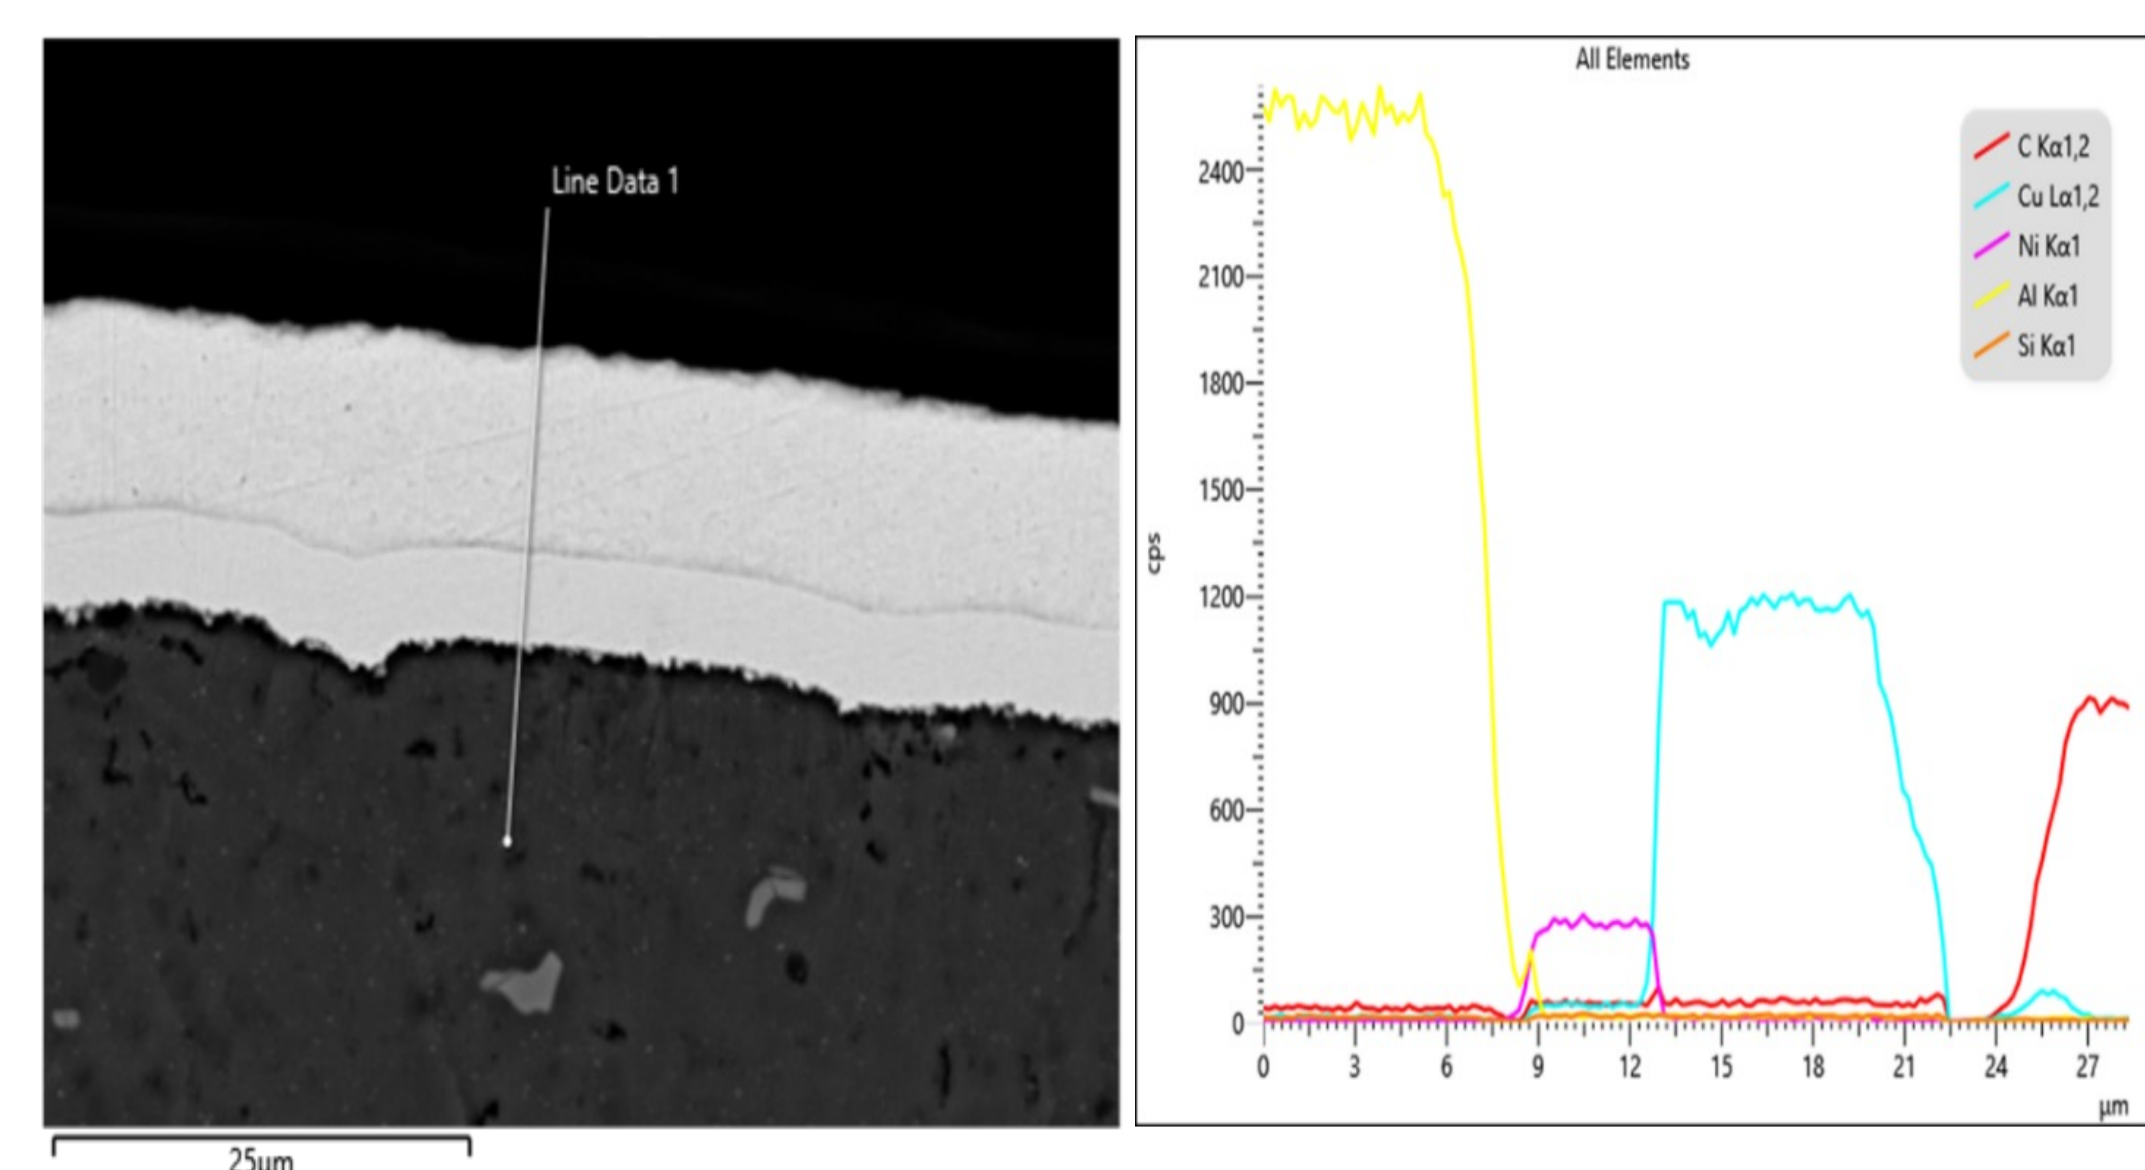 Line Data 1
25µm
All Elements
C Kα1,2
Cu Lα1,2
Ni Kα1
Al Kα1
Si Kα1
cps
2400
2100
1800
1500
1200
900
600
300
0
0 3 6 9 12 15 18 21 24 27
µm